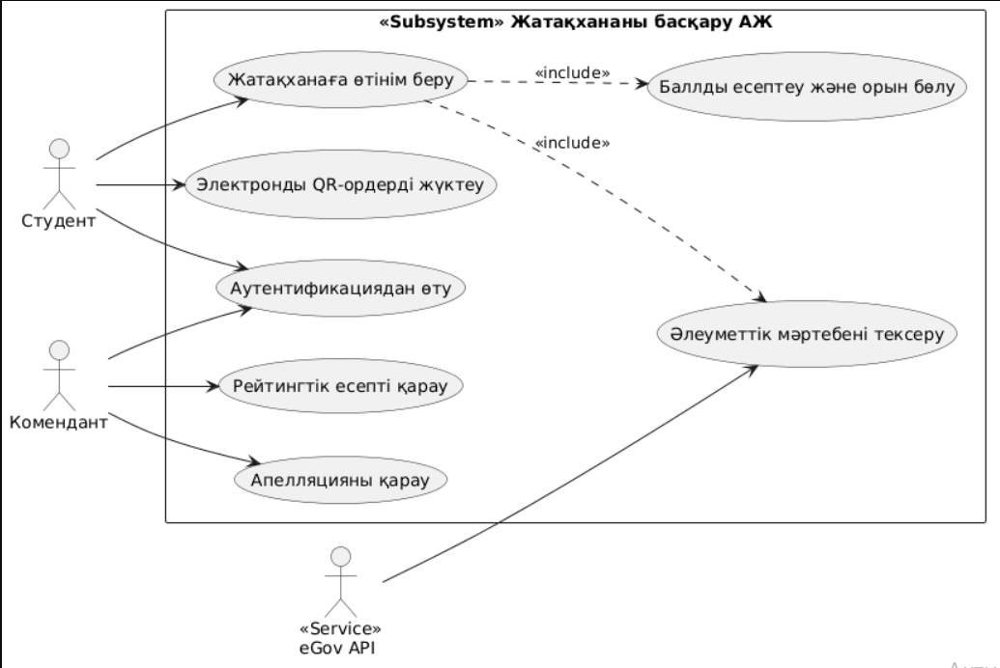 «Subsystem» Жатақхананы басқару АЖ
Жатақханаға өтінім беру
«include»
Баллды есептеу және орын бөлу
«include»
Электронды QR-ордерді жүктеу
Студент
Аутентификациядан өту
Әлеуметтік мәртебені тексеру
Рейтингтік есепті қарау
Комендант
Апелляцияны қарау
«Service»
eGov API